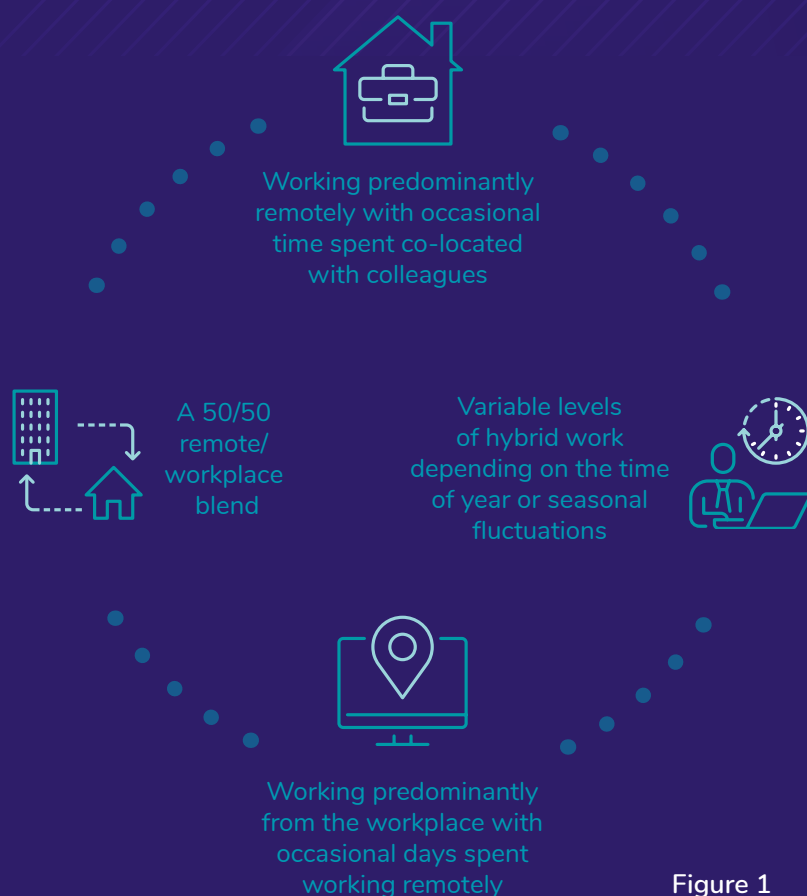 Working predominantly
remotely with occasional
time spent co-located
with colleagues
A 50/50
remote/
workplace
blend
Variable levels
of hybrid work
depending on the time
of year or seasonal
fluctuations
Working predominantly
from the workplace with
occasional days spent
working remotely
Figure 1